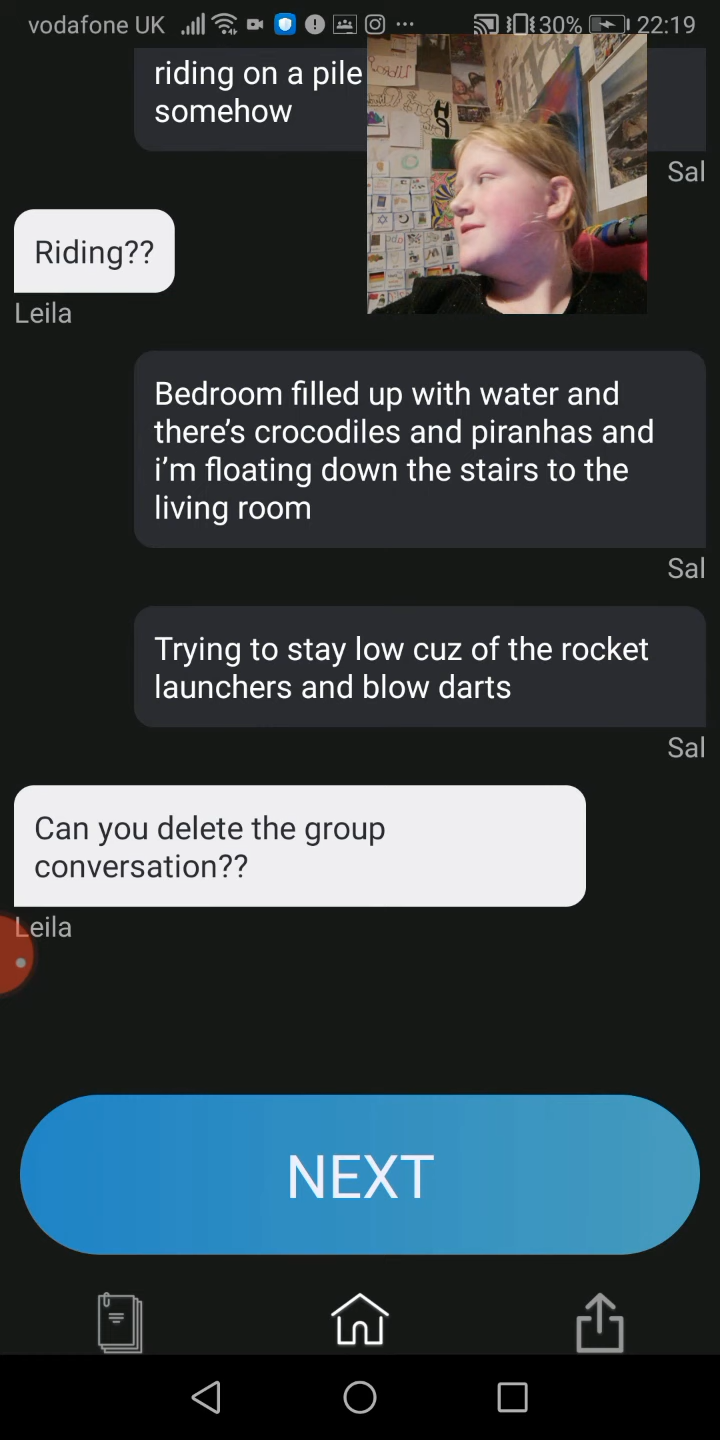 vodafone UK 30% 22:19
riding on a pile
somehow
Sal
Riding??
Leila
Bedroom filled up with water and
there’s crocodiles and piranhas and
i’m floating down the stairs to the
living room
Sal
Trying to stay low cuz of the rocket
launchers and blow darts
Sal
Can you delete the group
conversation??
Leila
NEXT